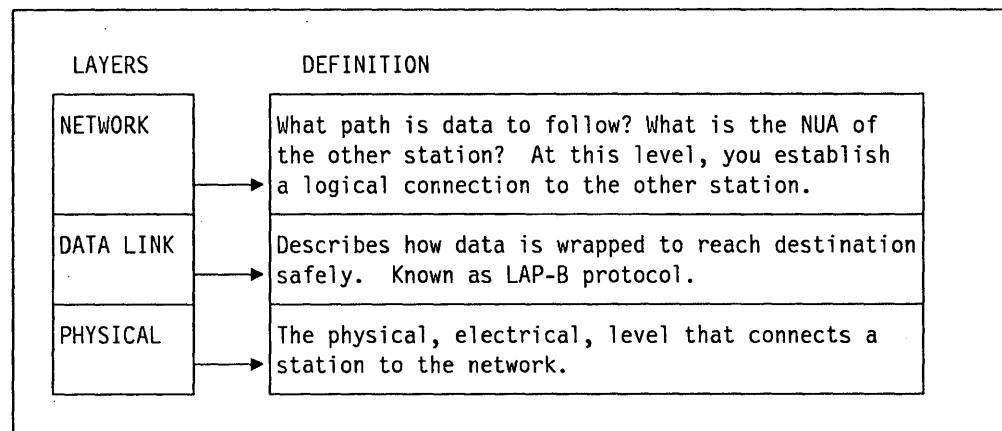 LAYERS DEFINITION
NETWORK
What path is data to follow? What is the NUA of
the other station? At this level, you establish
a logical connection to the other station.
DATA LINK
Describes how data is wrapped to reach destination
safely. Known as LAP-B protocol.
PHYSICAL
The physical, electrical, level that connects a
station to the network.